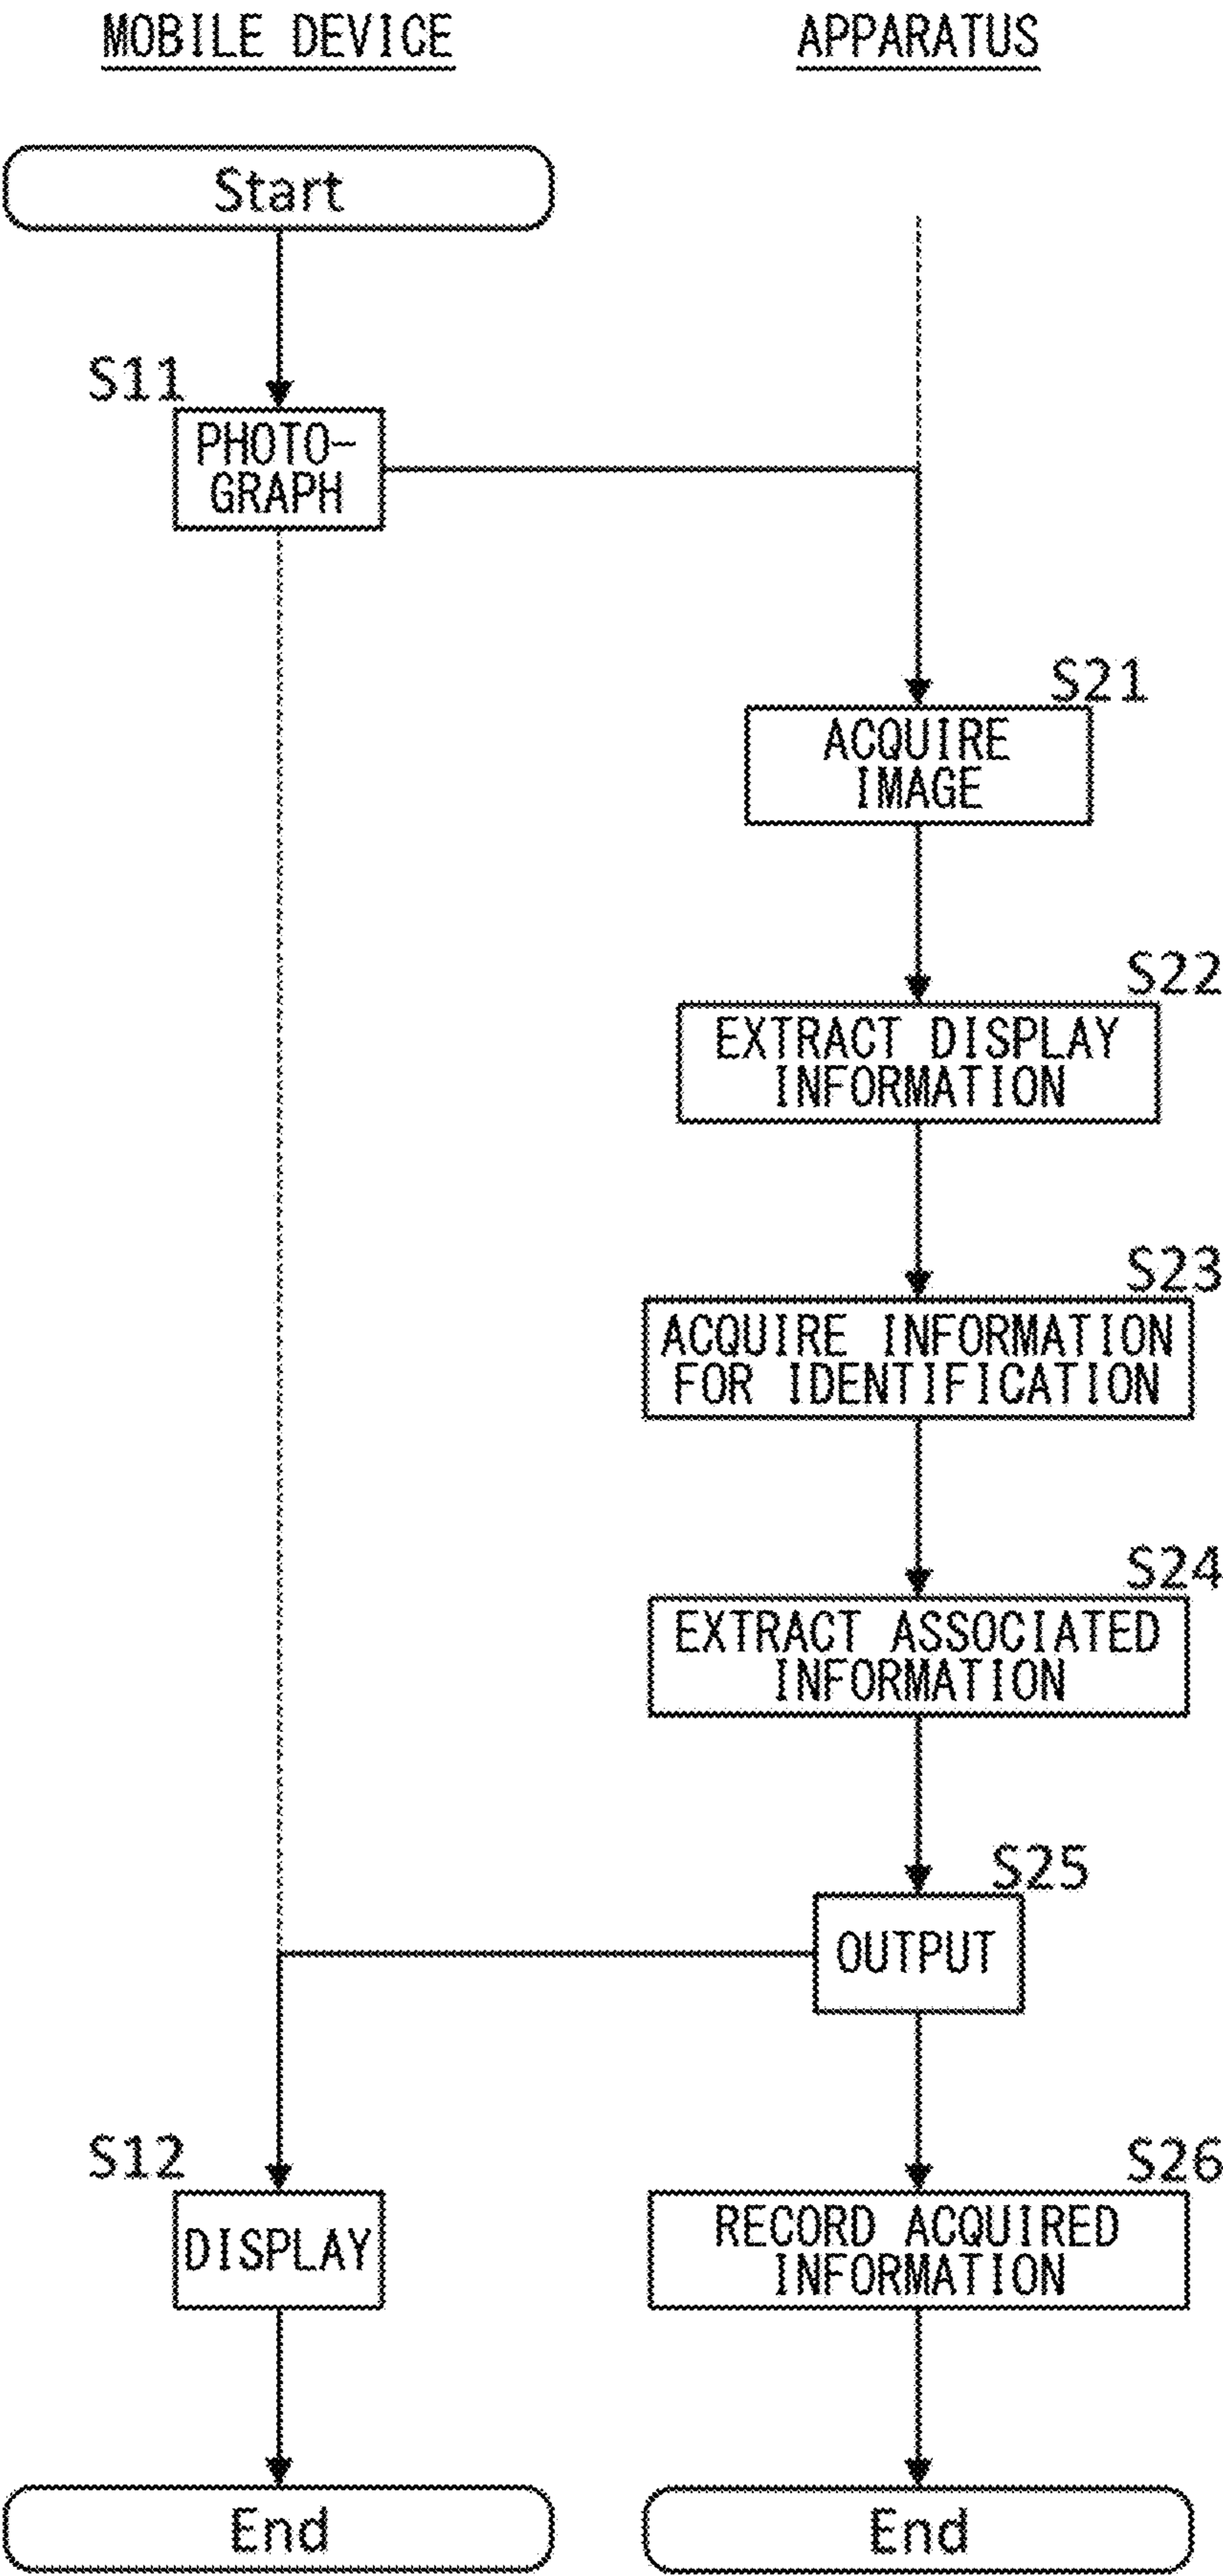 MOBILE DEVICE
APPARATUS
Start
S11
PHOTO-
GRAPH
S21
ACQUIRE
IMAGE
S22
EXTRACT DISPLAY
INFORMATION
S23
ACQUIRE INFORMATION
FOR IDENTIFICATION
S24
EXTRACT ASSOCIATED
INFORMATION
S25
OUTPUT
S12
DISPLAY
S26
RECORD ACQUIRED
INFORMATION
End
End